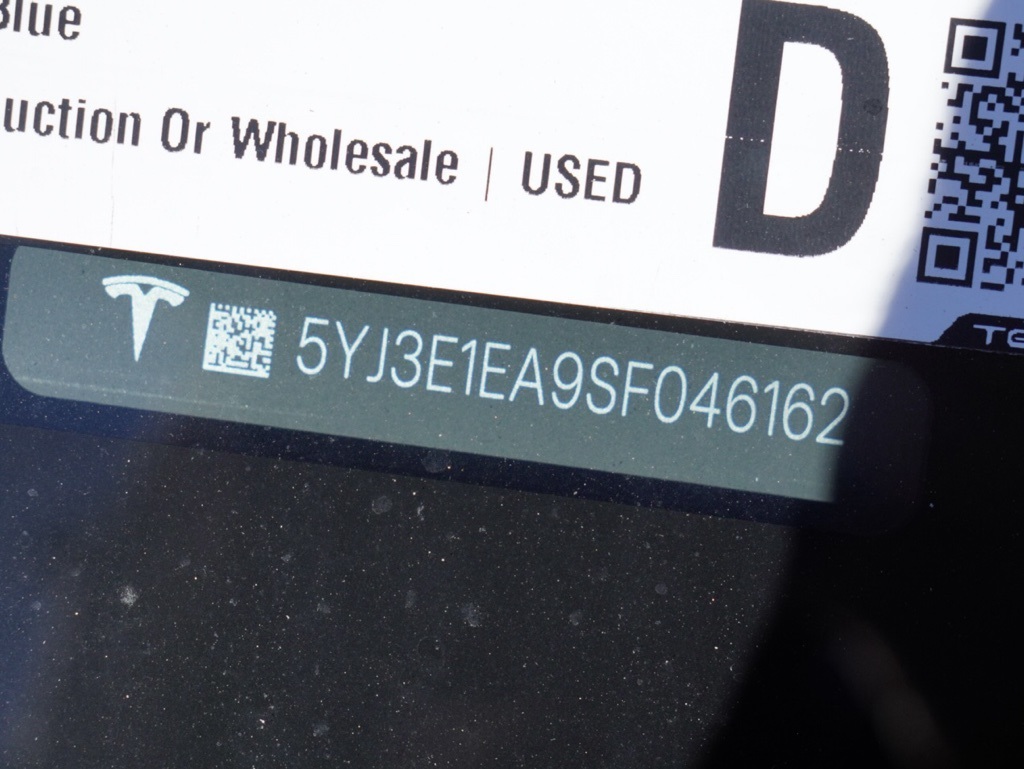 Blue
uction Or Wholesale | USED
D
5YJ3E1EA9SF046162